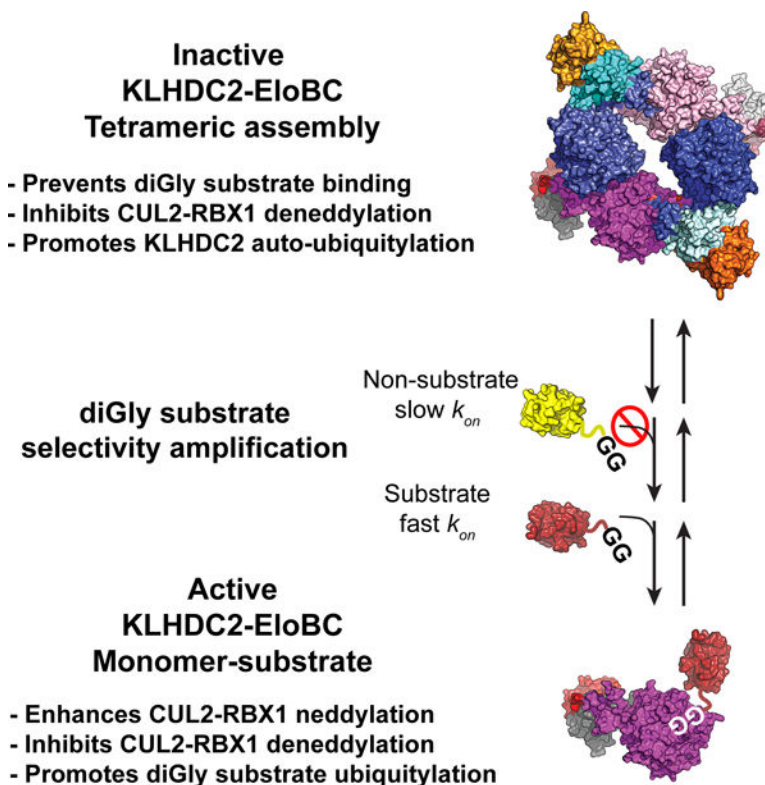 Inactive
KLHDC2-EloBC
Tetrameric assembly
- Prevents diGly substrate binding
- Inhibits CUL2-RBX1 deneddylation
- Promotes KLHDC2 auto-ubiquitylation
diGly substrate
selectivity amplification
Non-substrate
slow kon
GG
Substrate
fast kon
GG
Active
KLHDC2-EloBC
Monomer-substrate
- Enhances CUL2-RBX1 neddylation
- Inhibits CUL2-RBX1 deneddylation
- Promotes diGly substrate ubiquitylation
GG